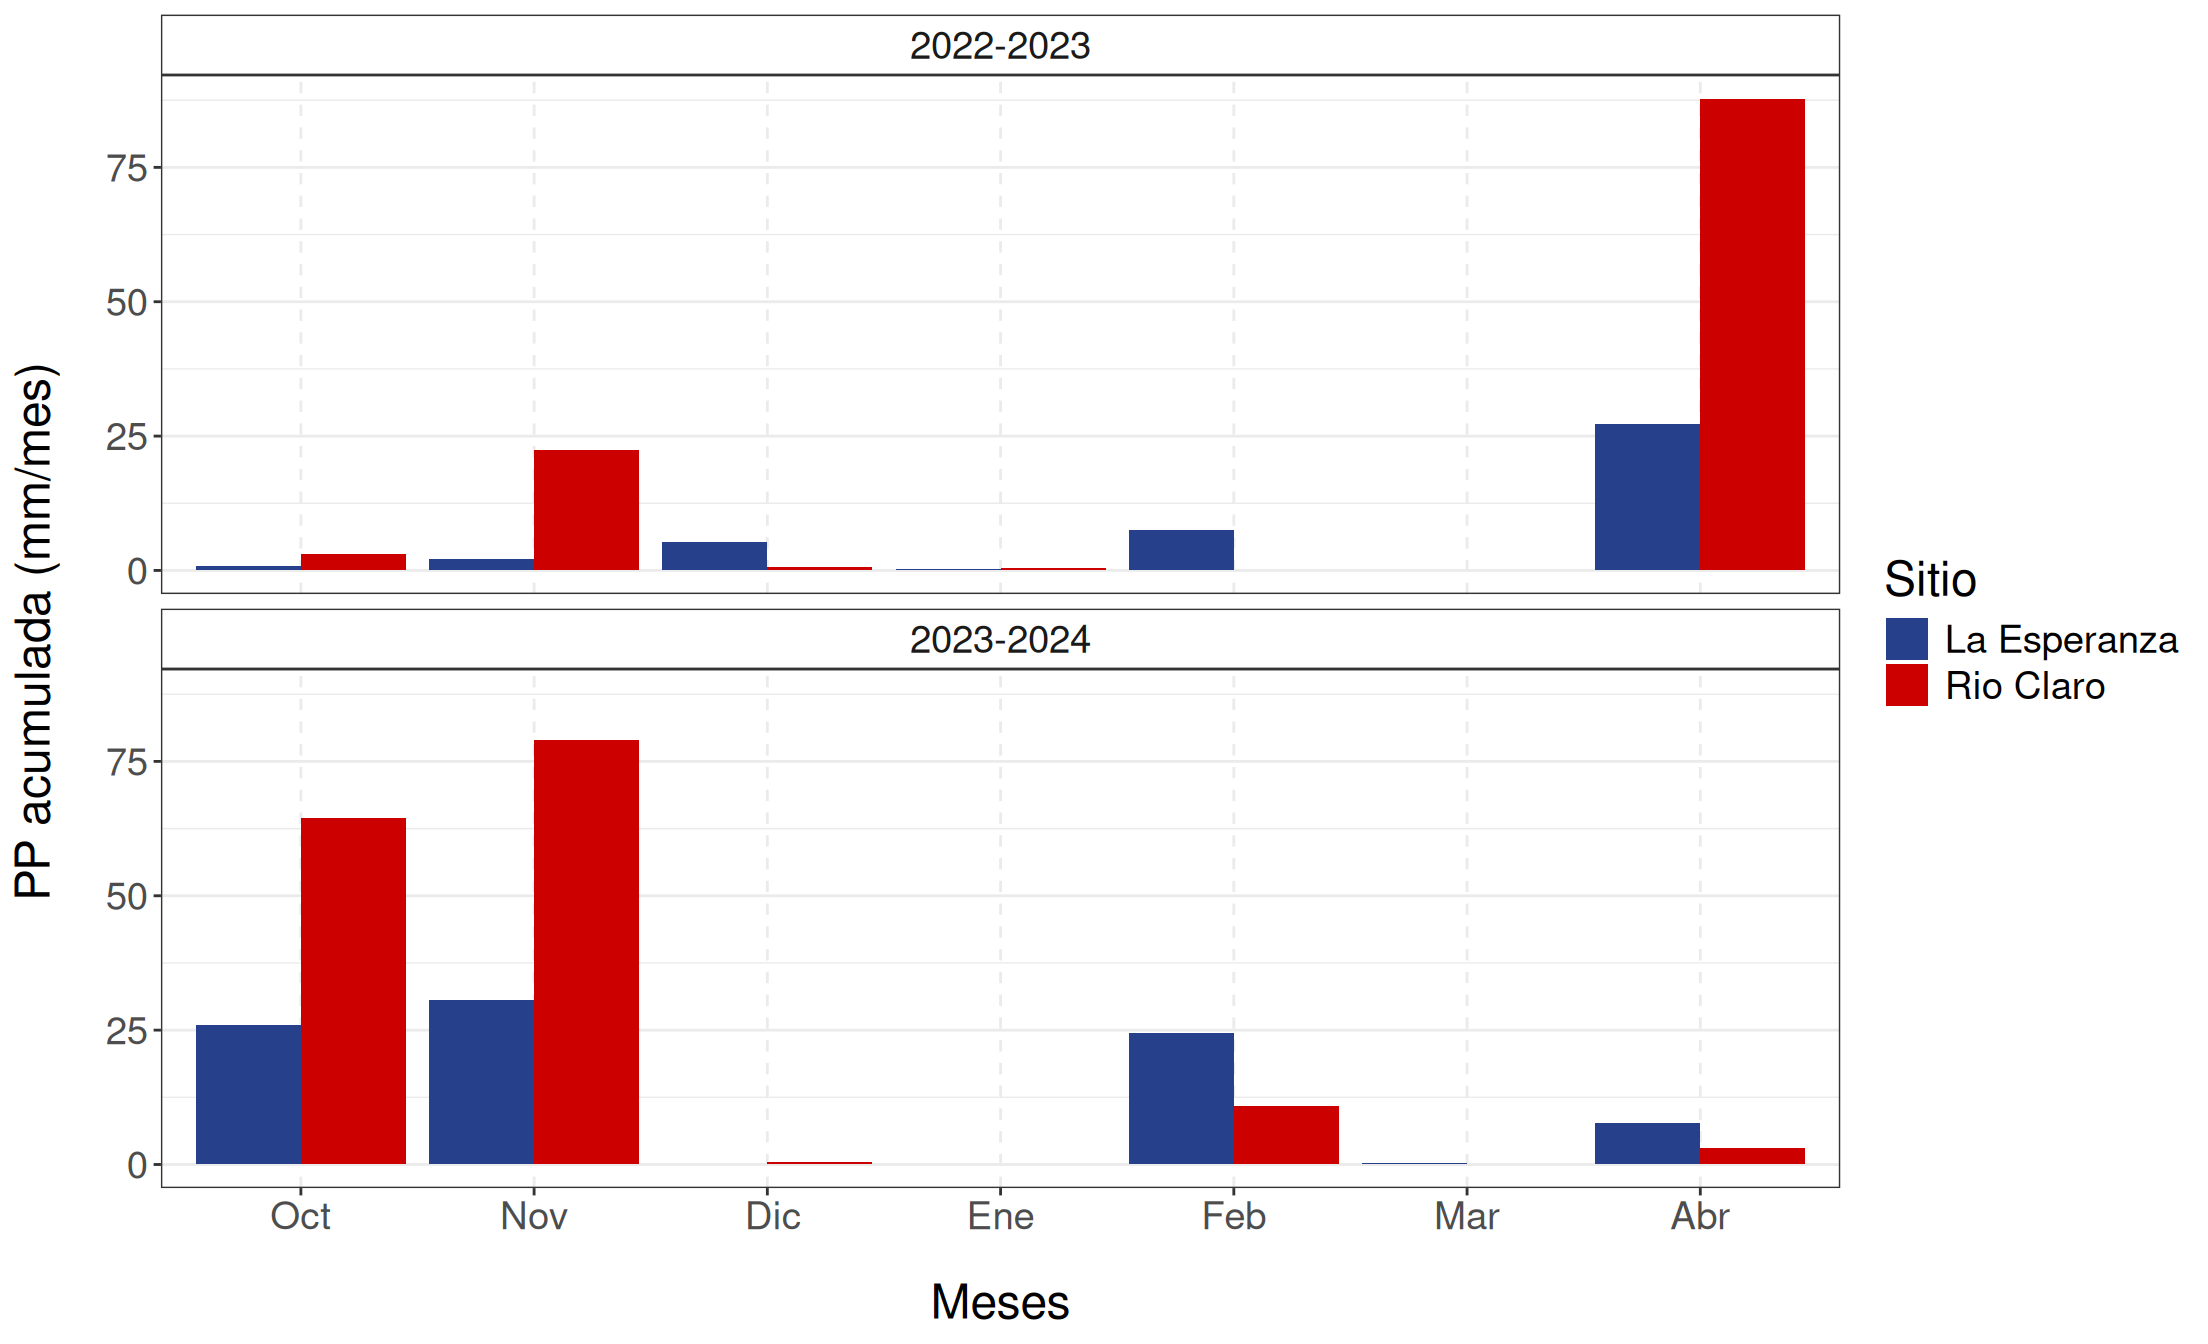 2022-2023
75
50
25
0
2023-2024
75
50
25
0
Oct Nov Dic Ene Feb Mar Abr
Meses
PP acumulada (mm/mes)
Sitio
La Esperanza
Rio Claro